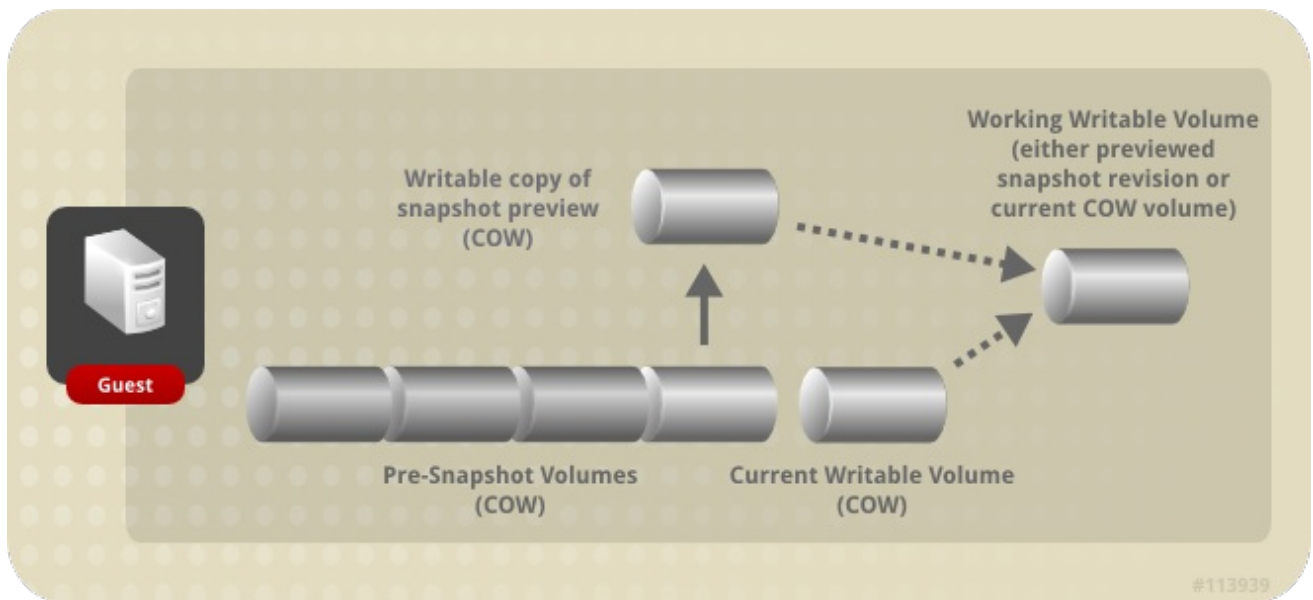 Working Writable Volume
(either previewed
snapshot revision or
current COW volume)
Writable copy of
snapshot preview
(COW)
Guest
Pre-Snapshot Volumes
(COW)
Current Writable Volume
(COW)
#113939